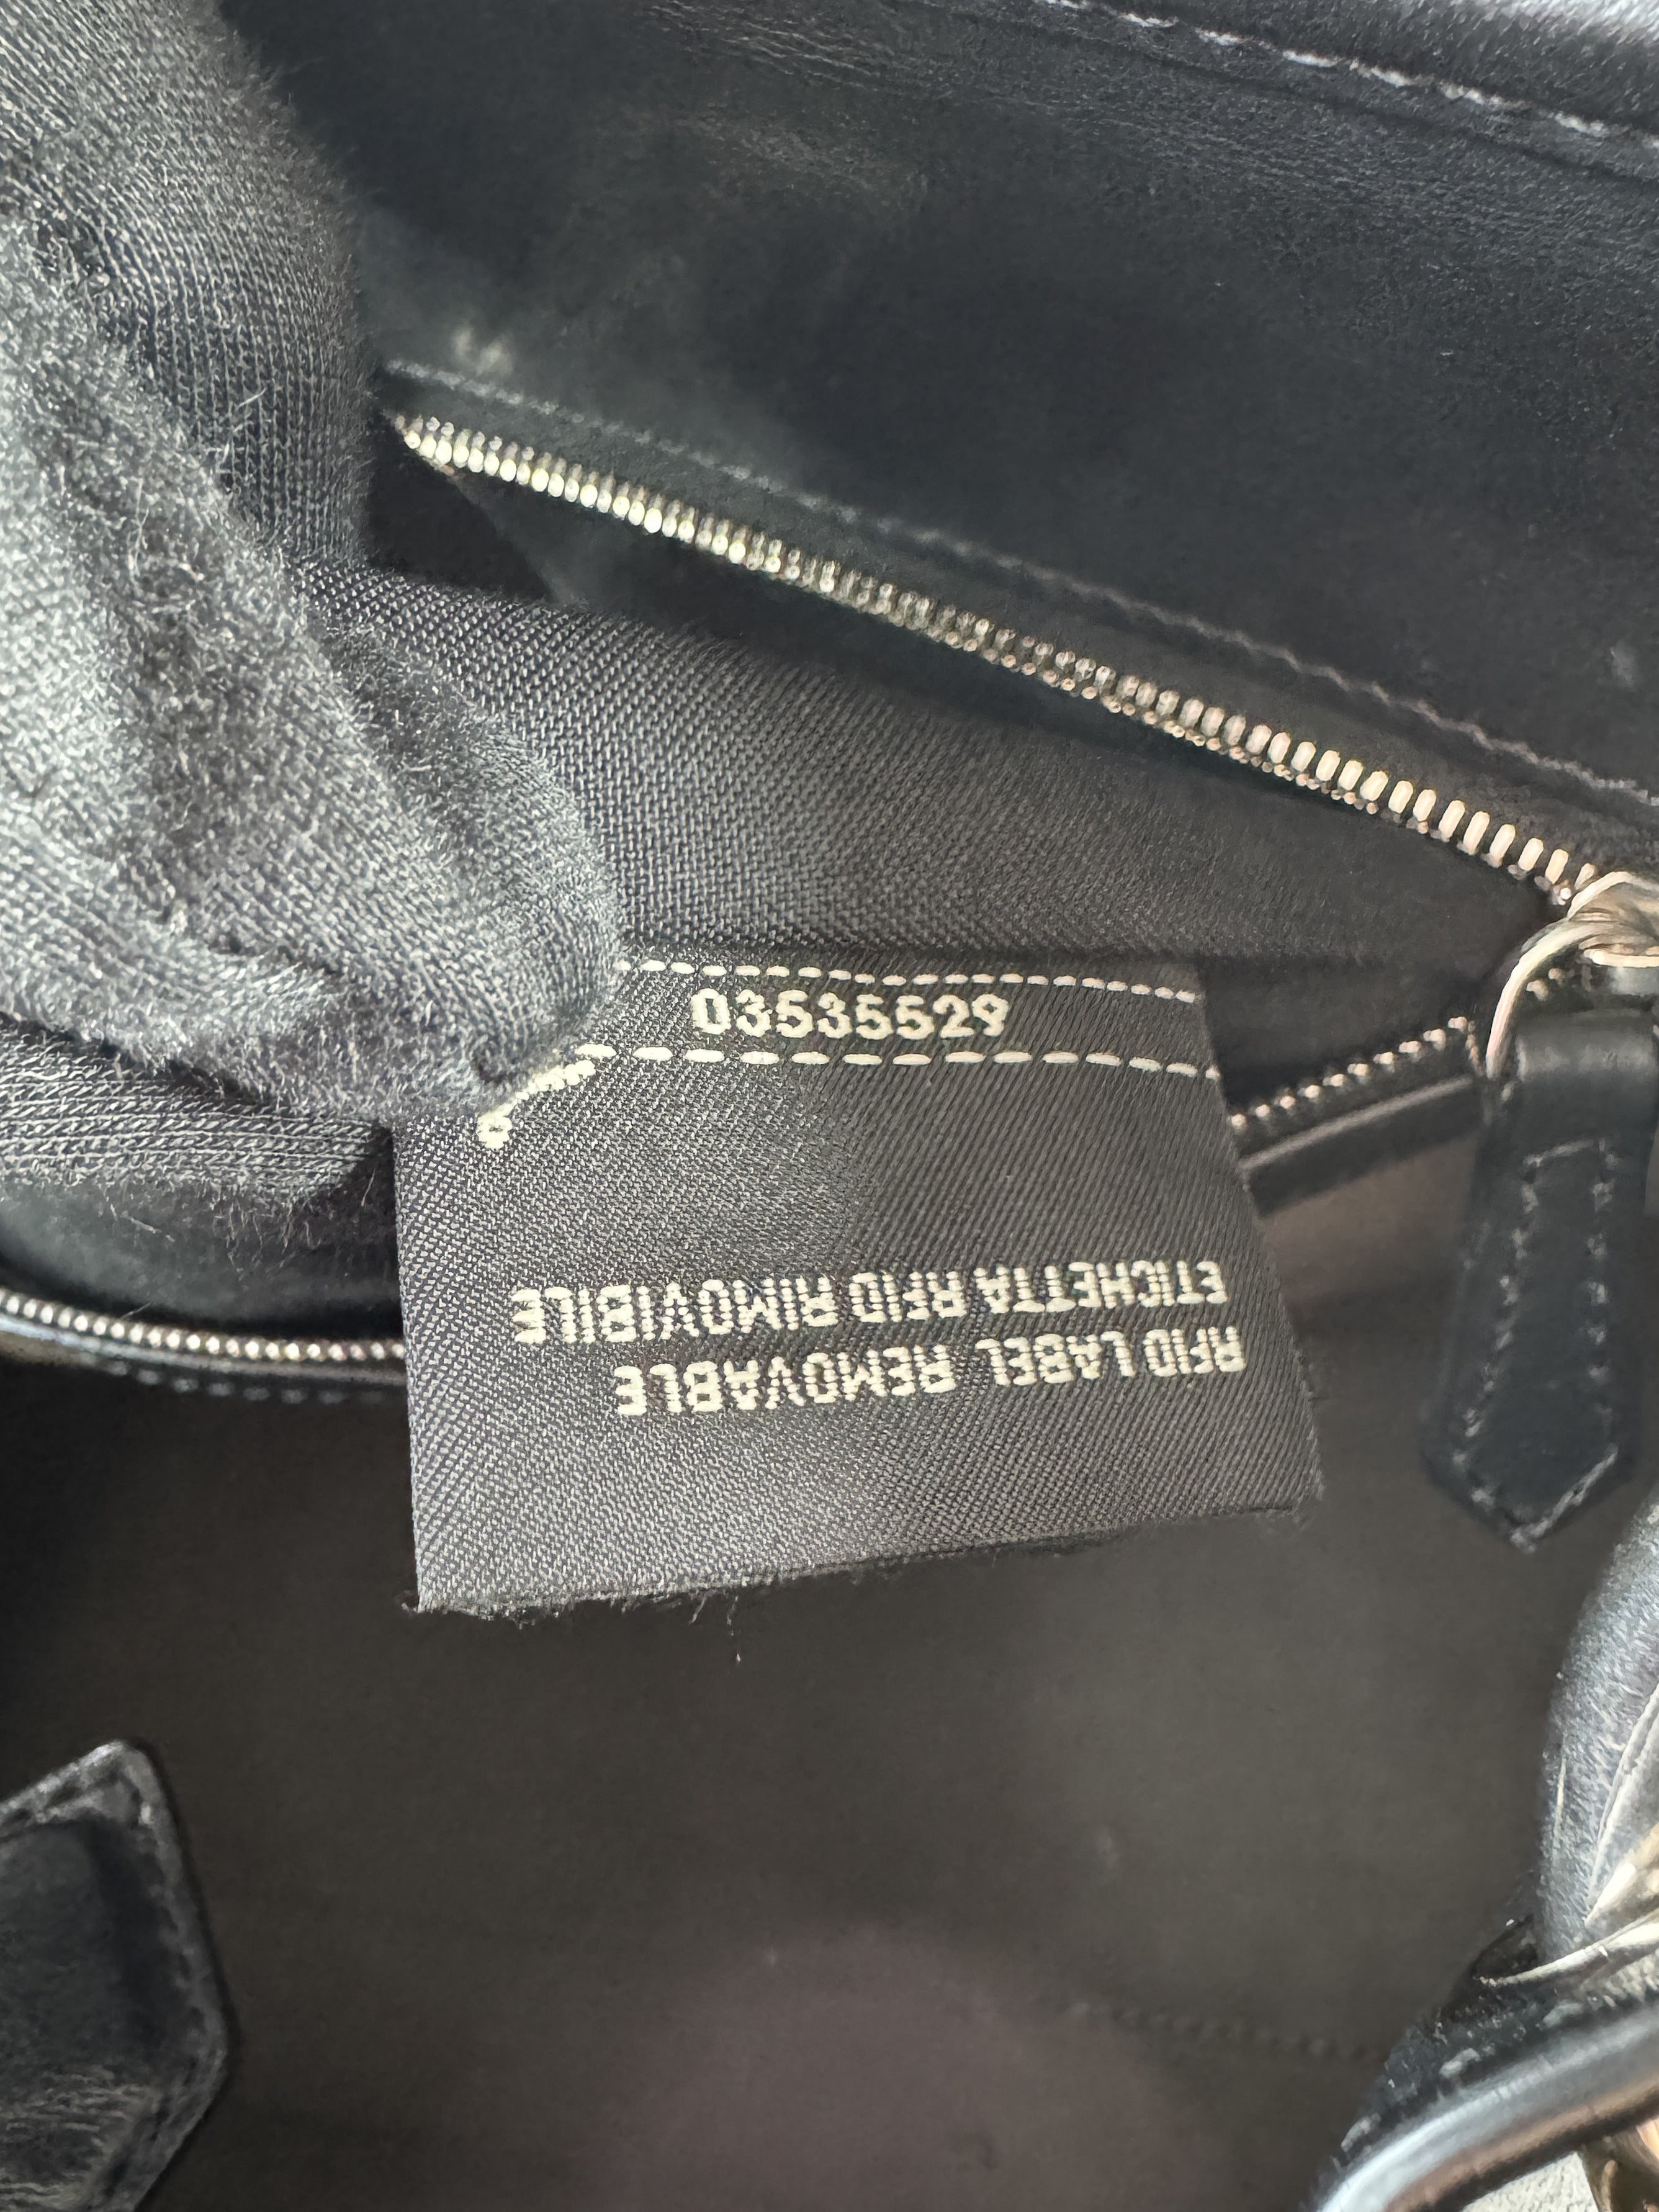 03535529
ETICHETTA RFID RIMOVIBILE
RFID LABEL REMOVABLE